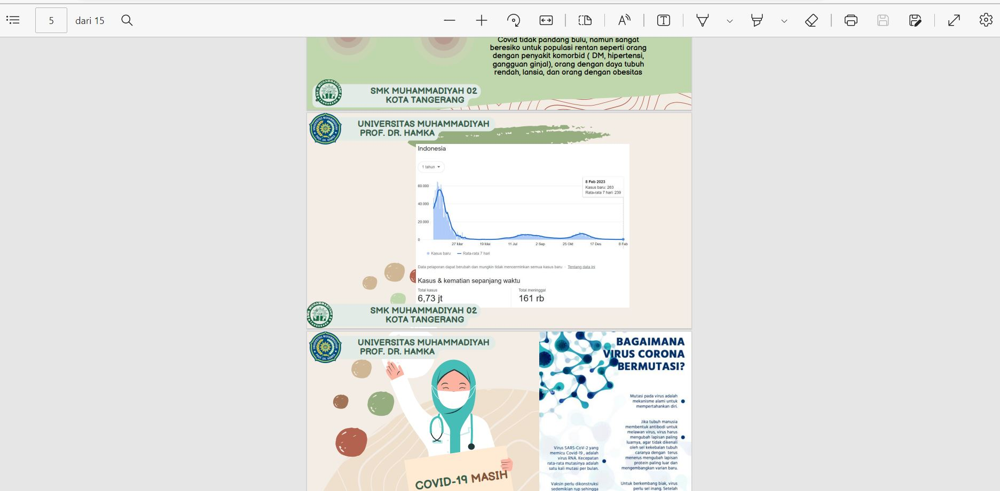 5
dari 15
Covid tidak pandang bulu, namun sangat
beresiko untuk populasi rentan seperti orang
dengan penyakit komorbid ( DM, hipertensi,
gangguan ginjal), orang dengan daya tubuh
rendah, lansia, dan orang dengan obesitas
SMK MUHAMMADIYAH 02
KOTA TANGERANG
UNIVERSITAS MUHAMMADIYAH
PROF. DR. HAMKA
Indonesia
1 tahun
8 Feb 2023
Kasus baru: 263
Rata-rata 7 hari: 239
60.000
40.000
20.000
0
27 Mar
19 Mei
11 Jul
2 Sep
25 Okt
17 Des
8 Feb
Kasus baru
Rata-rata 7 hari
Data pelaporan dapat berubah dan mungkin tidak mencerminkan semua kasus baru · Tentang data ini
Kasus & kematian sepanjang waktu
Total kasus
6,73 jt
Total meninggal
161 rb
SMK MUHAMMADIYAH 02
KOTA TANGERANG
UNIVERSITAS MUHAMMADIYAH
PROF. DR. HAMKA
COVID-19 MASIH
BAGAIMANA
VIRUS CORONA
BERMUTASI?
Mutasi pada virus adalah
mekanisme alami untuk
mempertahankan diri.
Jika tubuh manusia
membentuk antibodi untuk
melawan virus, virus harus
mengubah lapisan paling
luarnya, agar tidak dikenali
oleh sel kekebalan tubuh
caranya dengan terus
menerus mengubah lapisan
protein paling luar dan
mengembangkan varian baru.
Virus SARS-CoV-2 yang
memicu Covid-19 , adalah
virus RNA. Kecepatan
rata-rata mutasinya adalah
satu kali mutasi per bulan.
Vaksin perlu dikonstruksi
sedemikian rup sehingga
Untuk berkembang biak, virus
perlu sel inang. Setelah